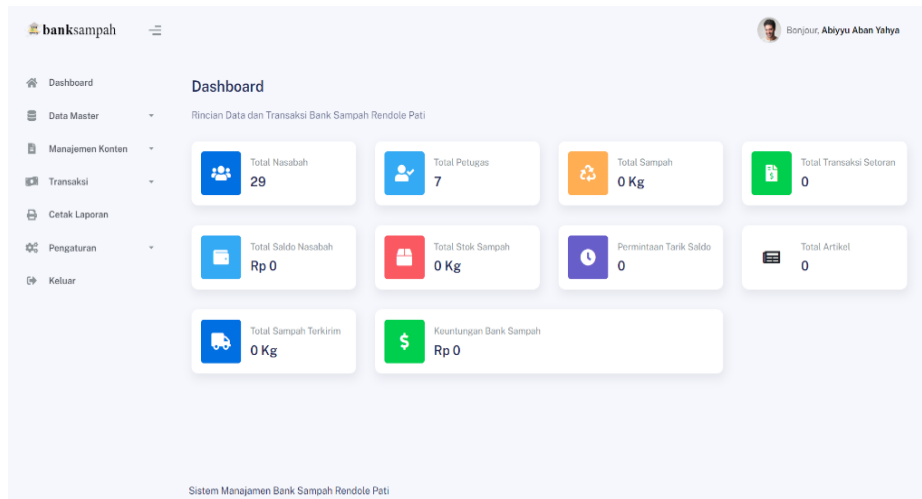 banksampah
Bonjour, Abiyyu Aban Yahya
Dashboard
Data Master
Manajemen Konten
Transaksi
Cetak Laporan
Pengaturan
Keluar
Dashboard
Rincian Data dan Transaksi Bank Sampah Rendole Pati
Total Nasabah
29
Total Petugas
7
Total Sampah
0 Kg
Total Transaksi Setoran
0
Total Saldo Nasabah
Rp 0
Total Stok Sampah
0 Kg
Permintaan Tarik Saldo
0
Total Artikel
0
Total Sampah Terkirim
0 Kg
Keuntungan Bank Sampah
Rp 0
Sistem Manajamen Bank Sampah Rendole Pati